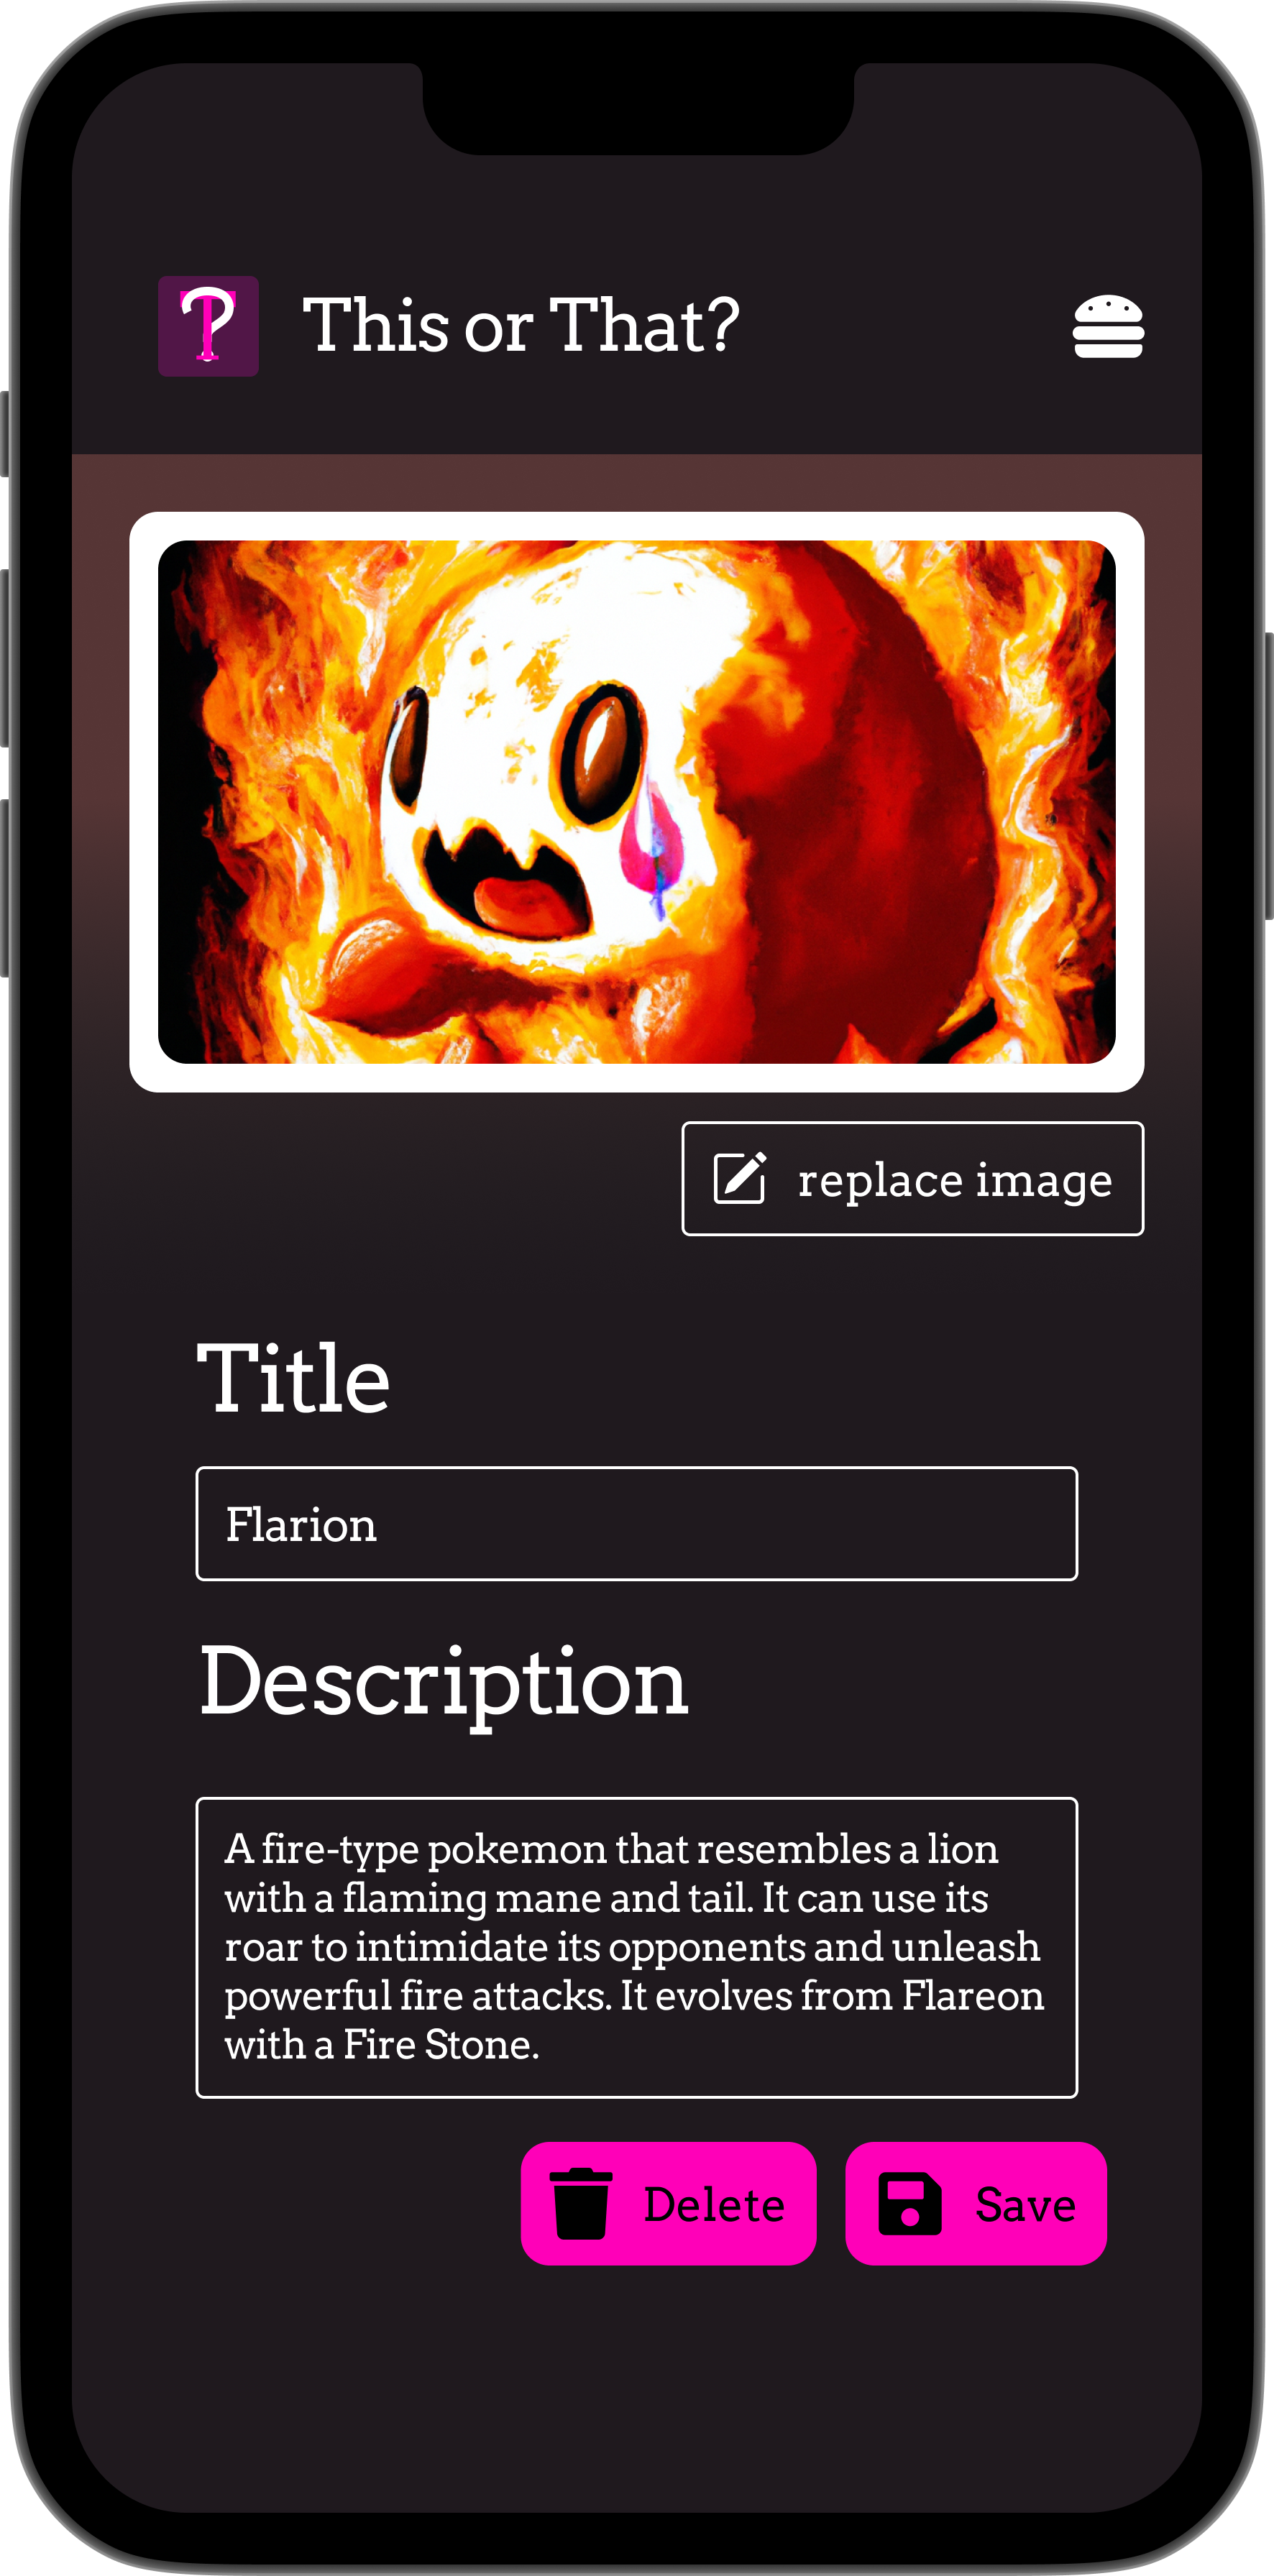 This or That?
replace image
Title
Flarion
Description
A fire-type pokemon that resembles a lion
with a flaming mane and tail. It can use its
roar to intimidate its opponents and unleash
powerful fire attacks. It evolves from Flareon
with a Fire Stone.
Delete
Save